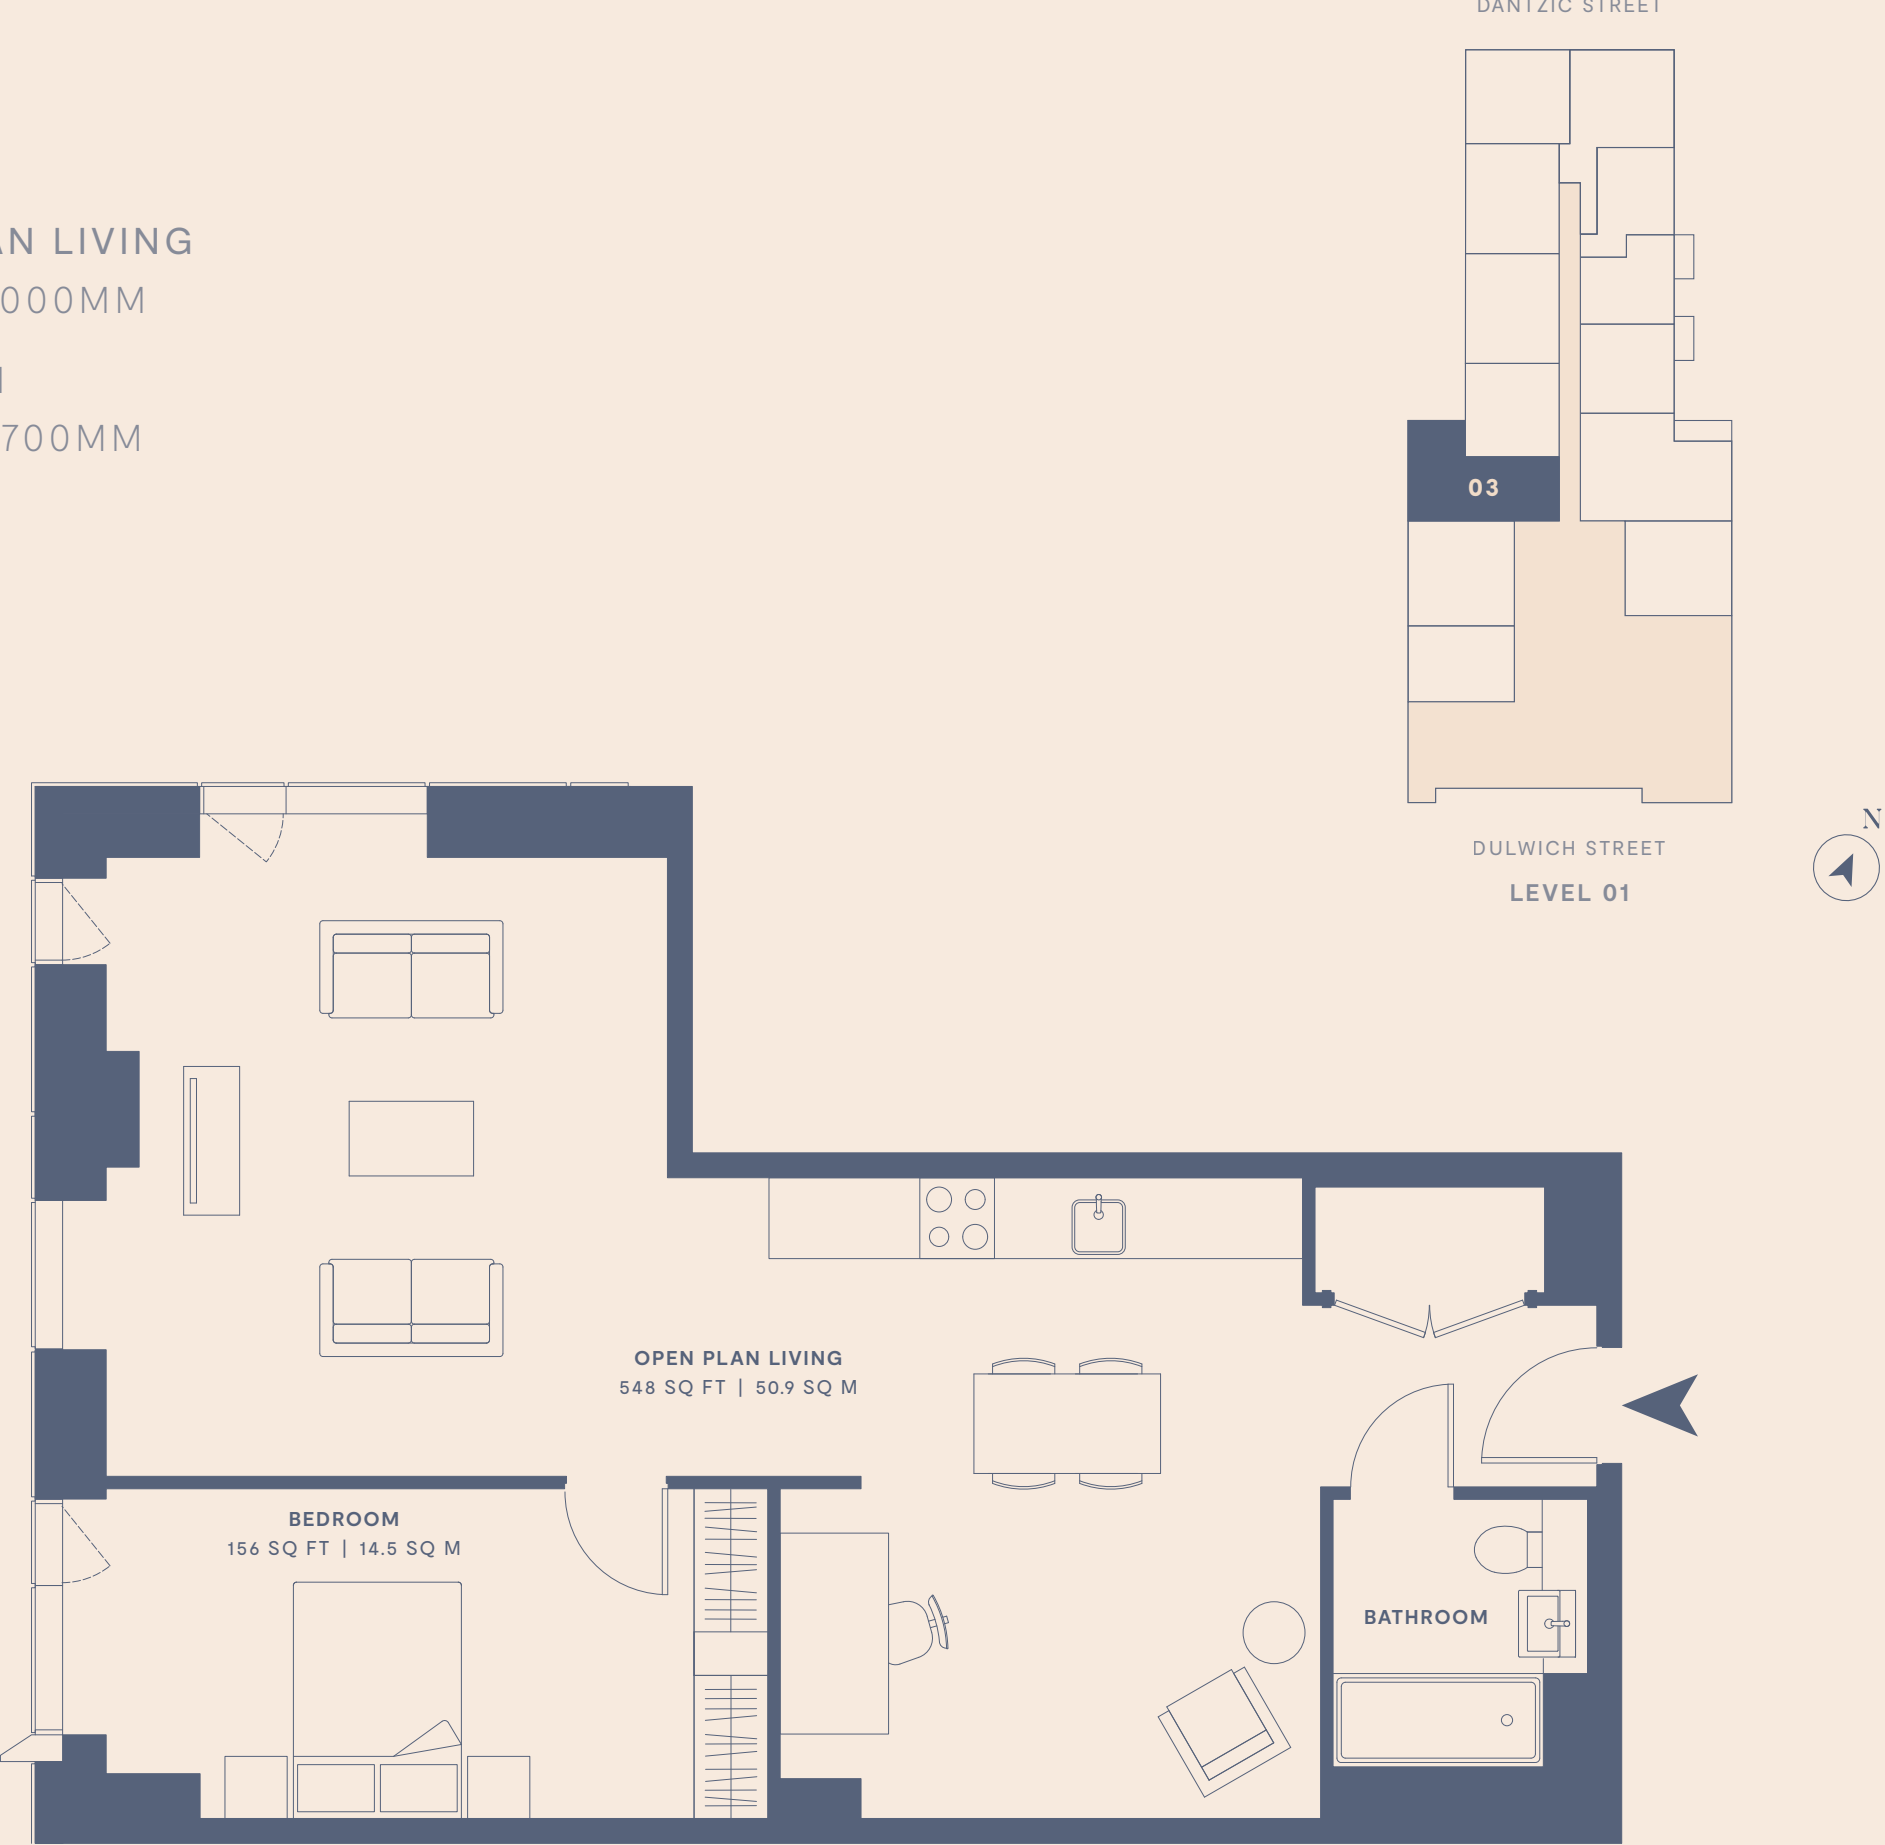 DANTZIC STREET
AN LIVING
000MM
700MM
03
DULWICH STREET
LEVEL 01
N
OPEN PLAN LIVING
548 SQ FT | 50.9 SQ M
BEDROOM
156 SQ FT | 14.5 SQ M
BATHROOM